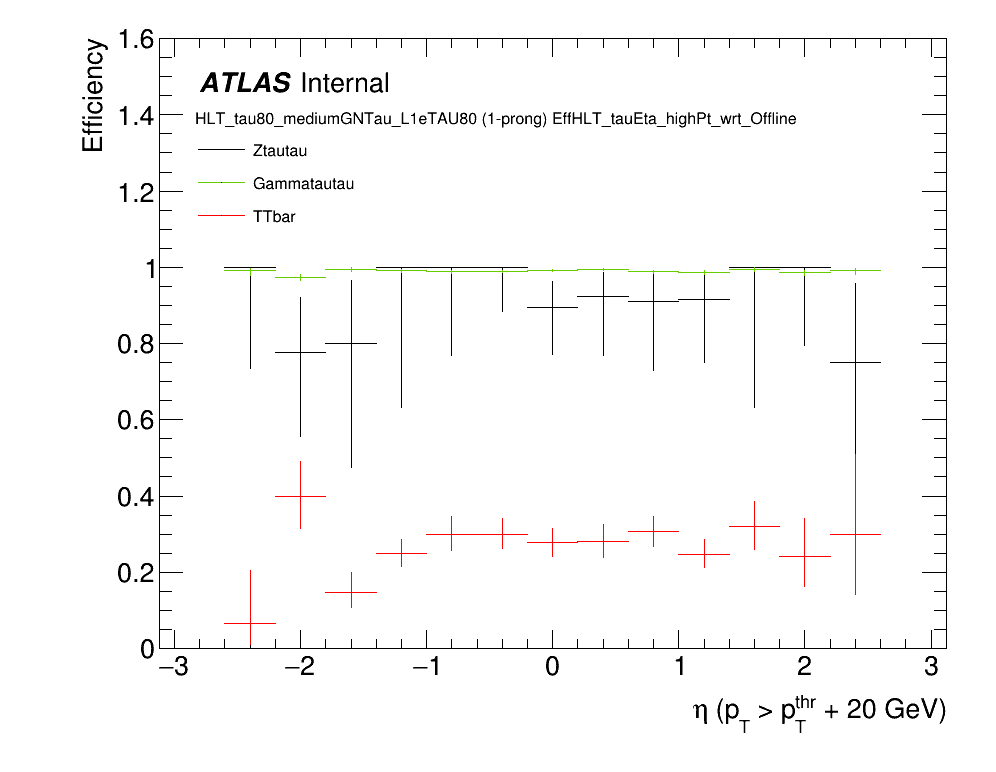 1.6
ATLAS Internal
1.4
HLT_tau80_mediumGNTau_L1eTAU80 (1-prong) EffHLT_tauEta_highPt_wrt_Offline
Ztautau
1.2
Gammatautau
TTbar
1
0.8
0.6
0.4
0.2
0
Efficiency
−3 −2 −1 0 1 2 3
η (p_T > p_T^thr + 20 GeV)